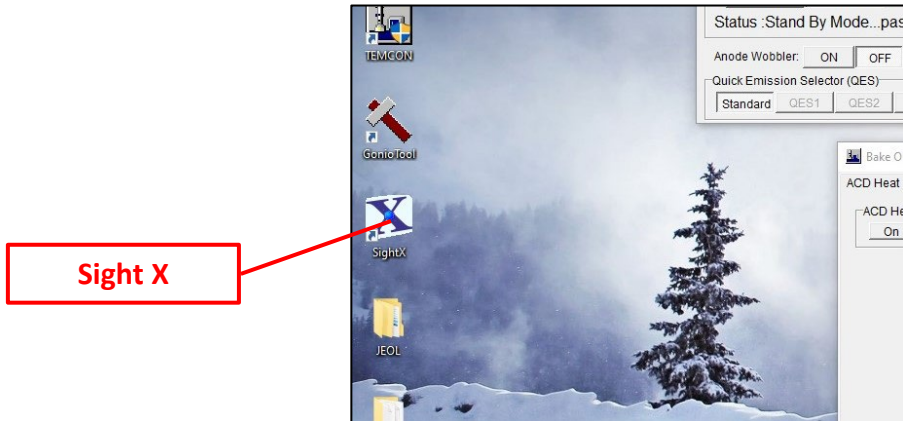 Sight X
TEMCON
GonioTool
SightX
JEOL
Status :Stand By Mode...pas
Anode Wobbler: ON OFF
Quick Emission Selector (QES)
Standard QES1 QES2
Bake O
ACD Heat
ACD He
On